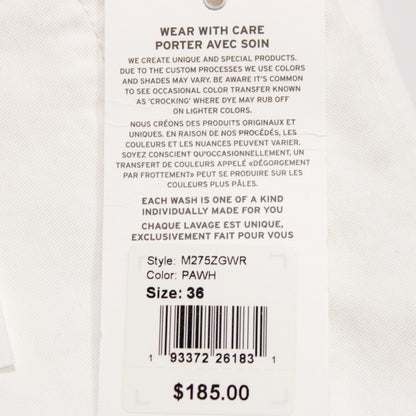 WEAR WITH CARE
PORTER AVEC SOIN
WE CREATE UNIQUE AND SPECIAL PRODUCTS.
DUE TO THE CUSTOM PROCESSES WE USE COLORS
AND SHADES MAY VARY. BE AWARE IT'S COMMON
TO SEE OCCASIONAL COLOR TRANSFER KNOWN
AS 'CROCKING' WHERE DYE MAY RUB OFF
ON LIGHTER COLORS.
NOUS CRÉONS DES PRODUITS ORIGINAUX ET
UNIQUES. EN RAISON DE NOS PROCÉDÉS, LES
COULEURS ET LES NUANCES PEUVENT VARIER.
SOYEZ CONSCIENT QU'OCCASIONNELLEMENT, UN
TRANSFERT DE COULEURS APPELÉ «DÉGORGEMENT
PAR FROTTEMENT» PEUT SE PRODUIRE SUR LES
COULEURS PLUS PÂLES.
EACH WASH IS ONE OF A KIND
INDIVIDUALLY MADE FOR YOU
CHAQUE LAVAGE EST UNIQUE,
EXCLUSIVEMENT FAIT POUR VOUS
Style: M275ZGWR
Color: PAWH
Size: 36
1 93372 26183 1
$185.00